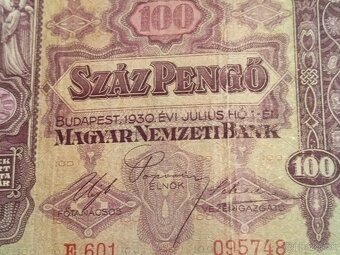 100
SZÁZ PENGŐ
BUDAPEST, 1930. ÉVI JULIUS HÓ 1-ÉN
MAGYAR NEMZETI BANK
100
ELNÖK
FŐTANÁCSOS
VEZÉRIGAZGATÓ
E 601
095748